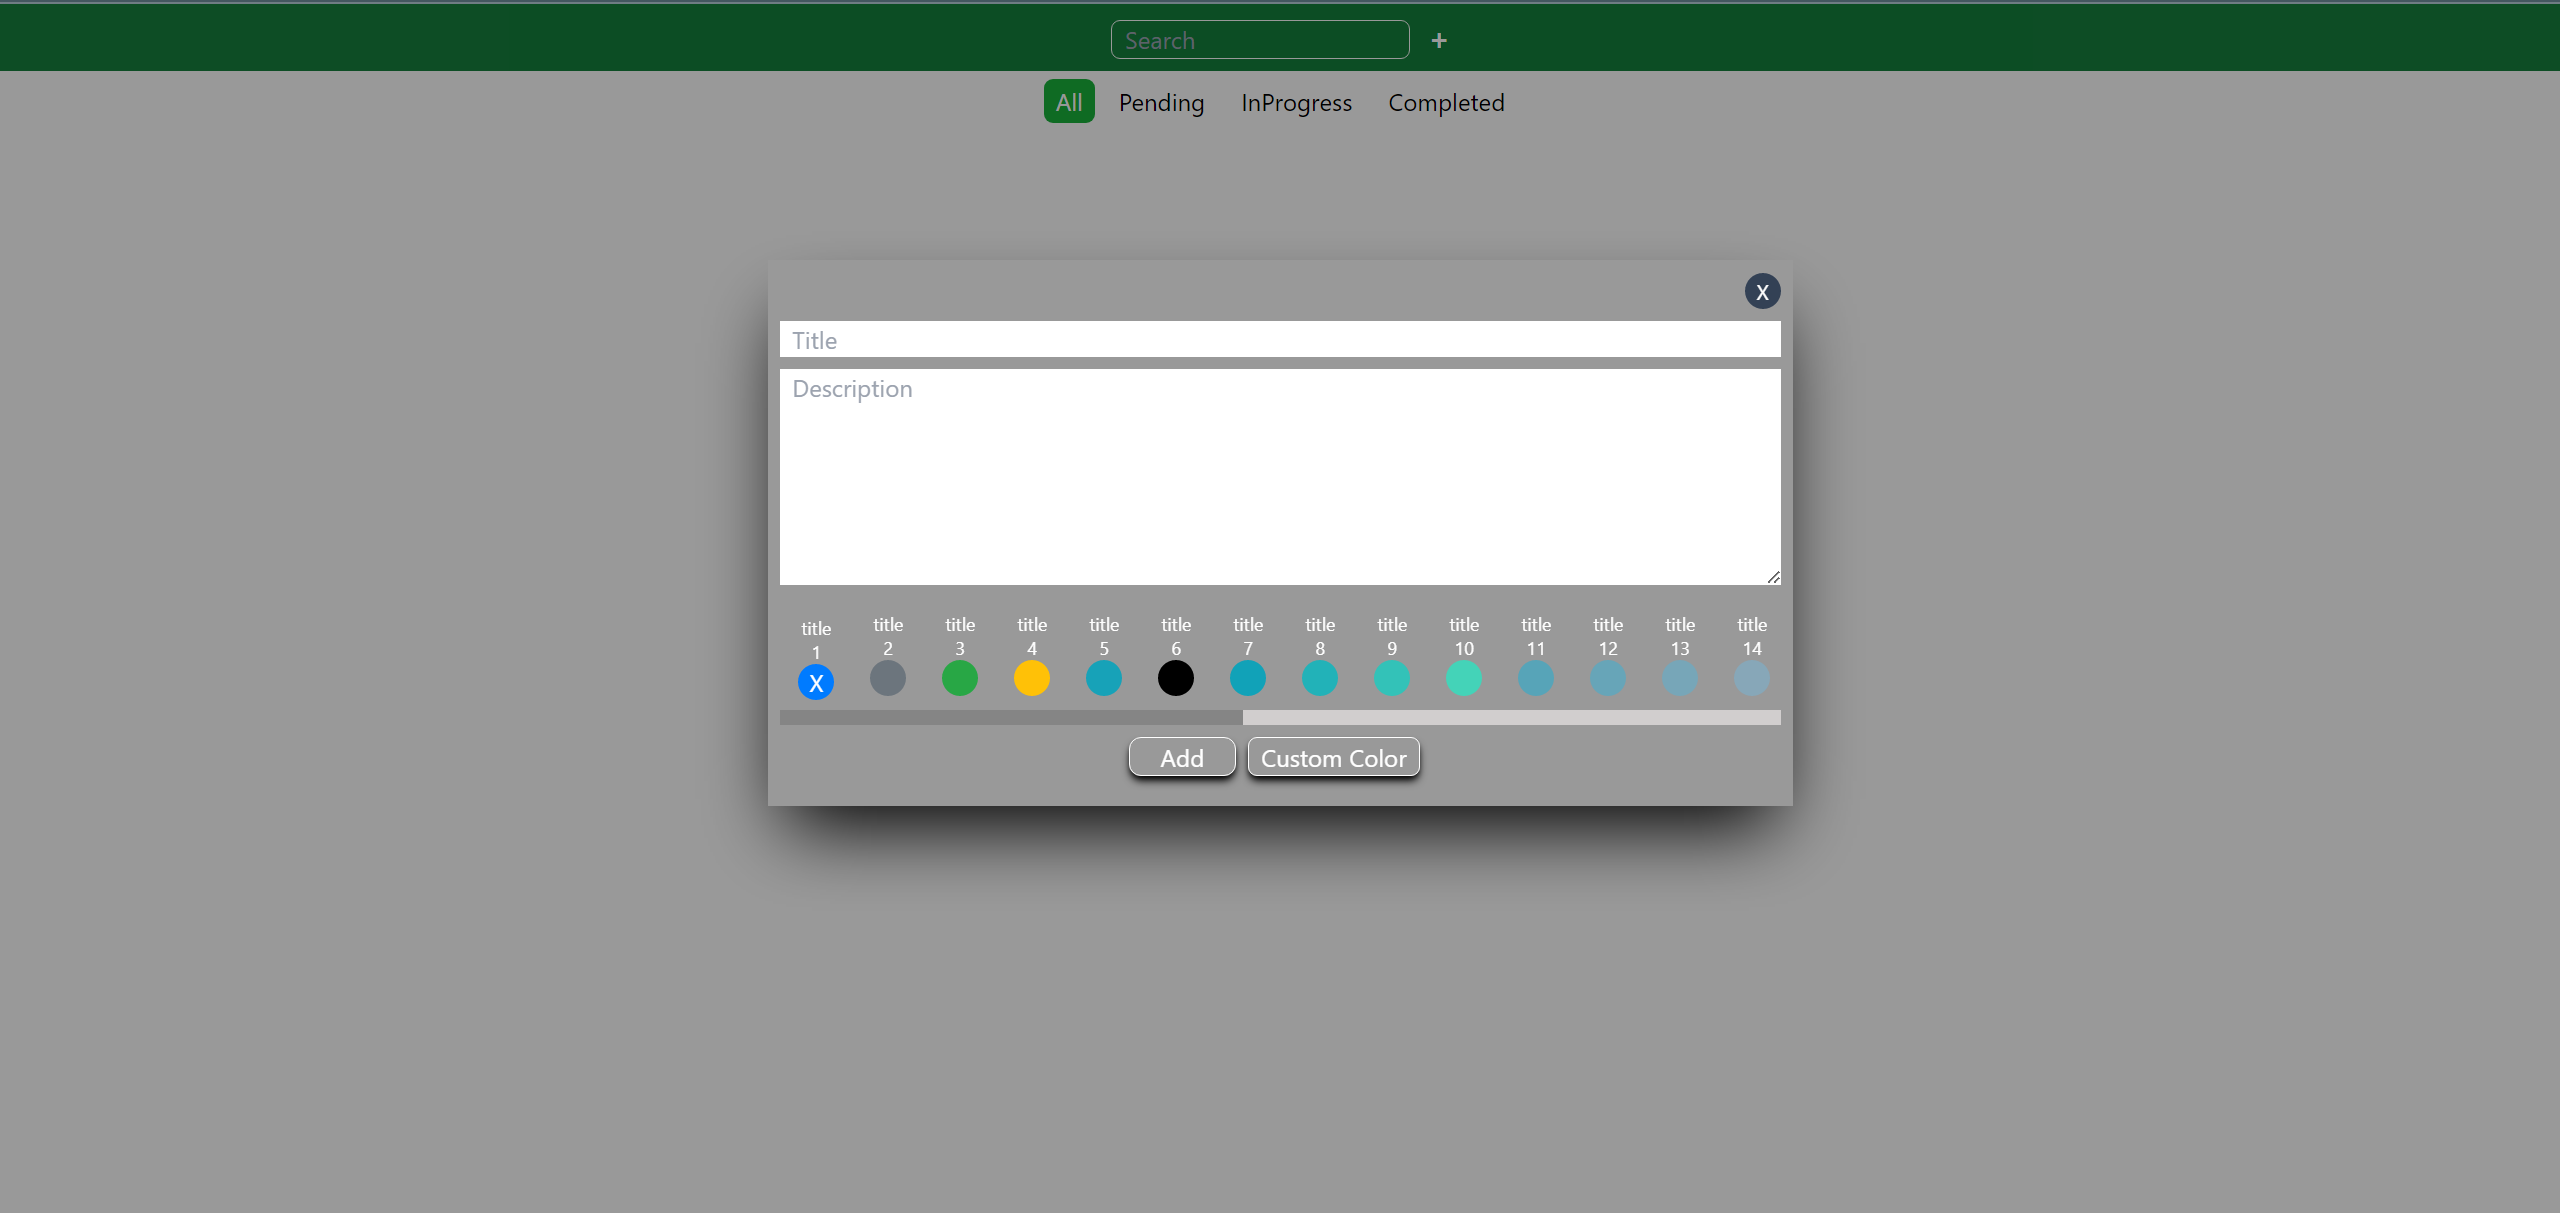 Search +
All Pending InProgress Completed
X
Title
Description
title title title title title title title title title title title title title title
1 2 3 4 5 6 7 8 9 10 11 12 13 14
X
Add Custom Color